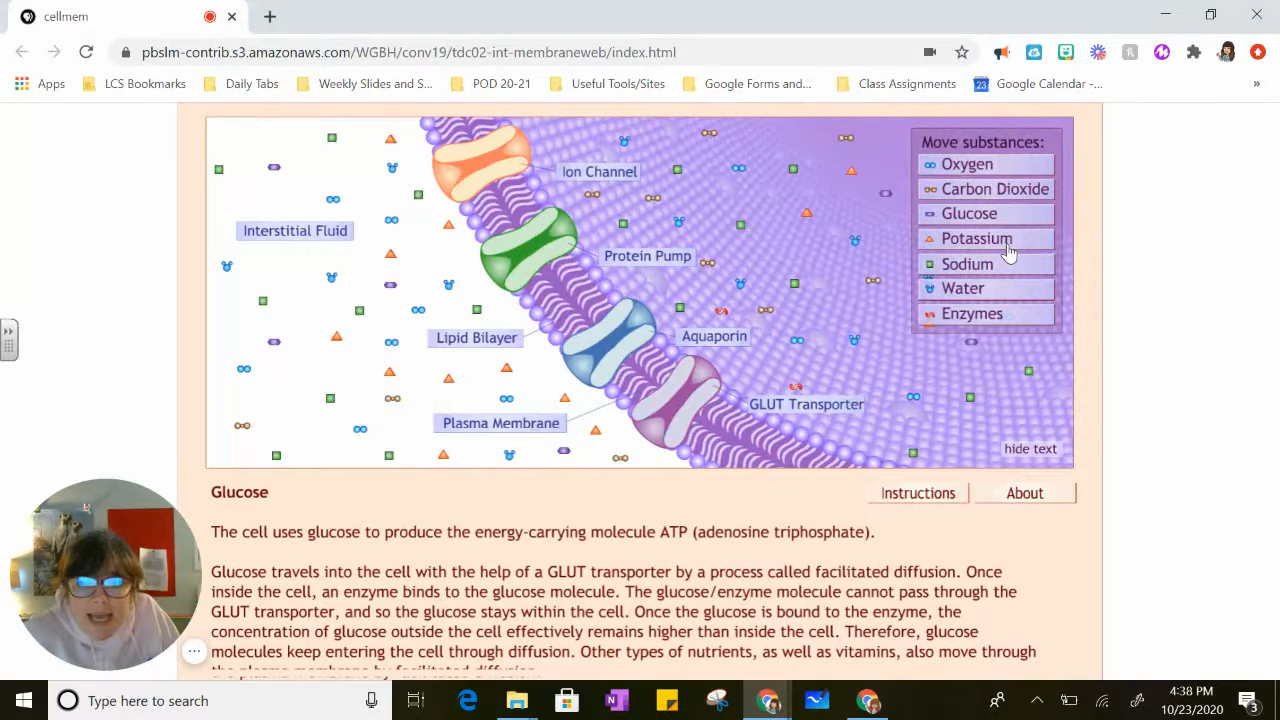 cellmem
pbslm-contrib.s3.amazonaws.com/WGBH/conv19/tdc02-int-membraneweb/index.html
Apps LCS Bookmarks Daily Tabs Weekly Slides and S... POD 20-21 Useful Tools/Sites Google Forms and... Class Assignments 23 Google Calendar -... »
Move substances:
Oxygen
Carbon Dioxide
Glucose
Potassium
Sodium
Water
Enzymes
Ion Channel
Interstitial Fluid
Protein Pump
Lipid Bilayer
Aquaporin
GLUT Transporter
Plasma Membrane
hide text
Glucose
Instructions
About
The cell uses glucose to produce the energy-carrying molecule ATP (adenosine triphosphate).
Glucose travels into the cell with the help of a GLUT transporter by a process called facilitated diffusion. Once
inside the cell, an enzyme binds to the glucose molecule. The glucose/enzyme molecule cannot pass through the
GLUT transporter, and so the glucose stays within the cell. Once the glucose is bound to the enzyme, the
concentration of glucose outside the cell effectively remains higher than inside the cell. Therefore, glucose
molecules keep entering the cell through diffusion. Other types of nutrients, as well as vitamins, also move through
the plasma membrane by facilitated diffusion.
Type here to search
4:38 PM
10/23/2020
3